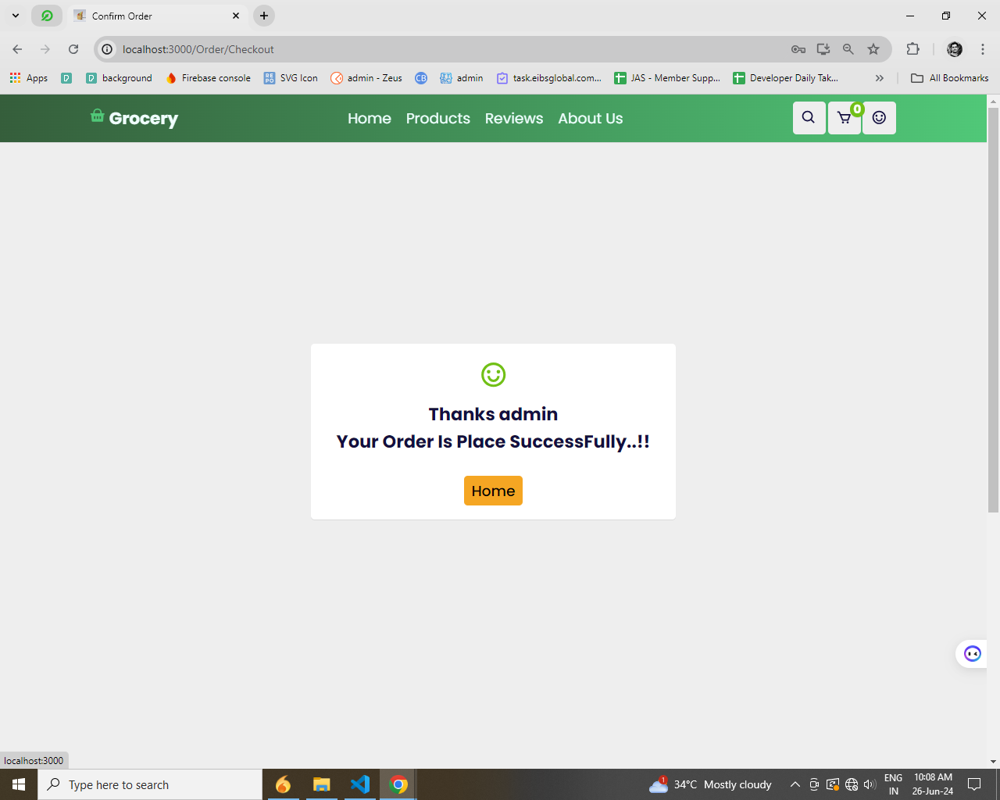 Confirm Order
localhost:3000/Order/Checkout
Apps
background
Firebase console
REPO
SVG Icon
admin - Zeus
CB
admin
task.eibsglobal.com...
JAS - Member Supp...
Developer Daily Tak...
All Bookmarks
Grocery
Home
Products
Reviews
About Us
0
Thanks admin
Your Order Is Place SuccessFully..!!
Home
localhost:3000
Type here to search
1
34°C Mostly cloudy
ENG
IN
10:08 AM
26-Jun-24